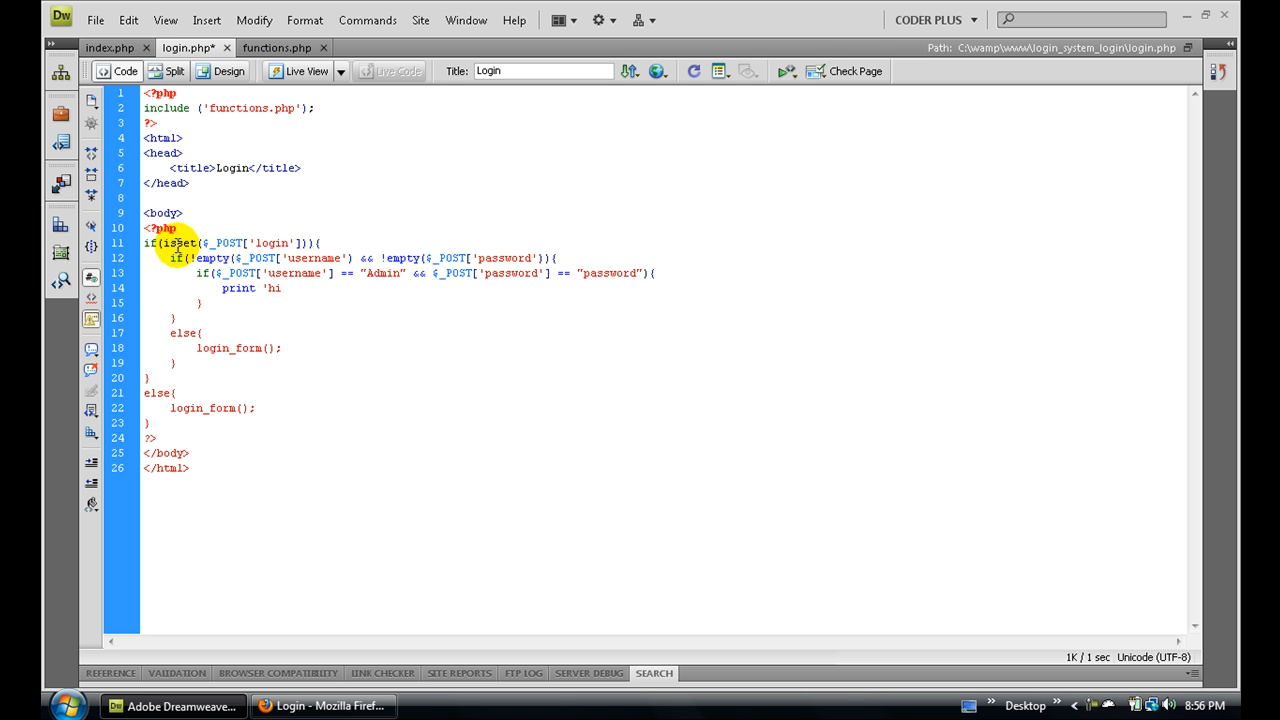 Dw File Edit View Insert Modify Format Commands Site Window Help CODER PLUS
index.php login.php* functions.php Path: C:\wamp\www\login_system_login\login.php
Code Split Design Live View Live Code Title: Login Check Page
1 <?php
2 include ('functions.php');
3 ?>
4 <html>
5 <head>
6 <title>Login</title>
7 </head>
8
9 <body>
10 <?php
11 if(isset($_POST['login'])){
12 if(!empty($_POST['username') && !empty($_POST['password')){
13 if($_POST['username'] == "Admin" && $_POST['password'] == "password"){
14 print 'hi
15 }
16 }
17 else{
18 login_form();
19 }
20 }
21 else{
22 login_form();
23 }
24 ?>
25 </body>
26 </html>
1K / 1 sec Unicode (UTF-8)
REFERENCE VALIDATION BROWSER COMPATIBILITY LINK CHECKER SITE REPORTS FTP LOG SERVER DEBUG SEARCH
Dw Adobe Dreamweave... Login - Mozilla Firef... Desktop 8:56 PM